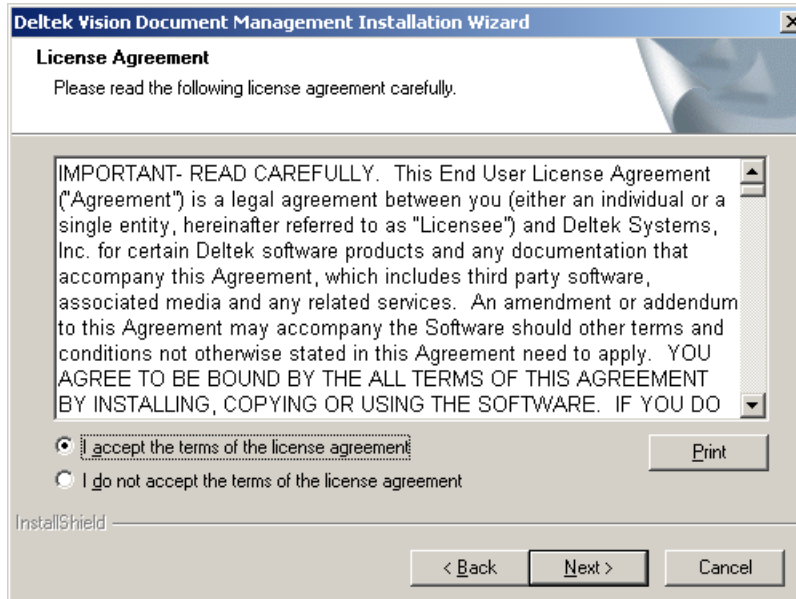 Deltek Vision Document Management Installation Wizard
License Agreement
Please read the following license agreement carefully.
IMPORTANT- READ CAREFULLY.  This End User License Agreement
("Agreement") is a legal agreement between you (either an individual or a
single entity, hereinafter referred to as "Licensee") and Deltek Systems,
Inc. for certain Deltek software products and any documentation that
accompany this Agreement, which includes third party software,
associated media and any related services.  An amendment or addendum
to this Agreement may accompany the Software should other terms and
conditions not otherwise stated in this Agreement need to apply.  YOU
AGREE TO BE BOUND BY THE ALL TERMS OF THIS AGREEMENT
BY INSTALLING, COPYING OR USING THE SOFTWARE.  IF YOU DO
I accept the terms of the license agreement
Print
I do not accept the terms of the license agreement
InstallShield
< Back
Next >
Cancel